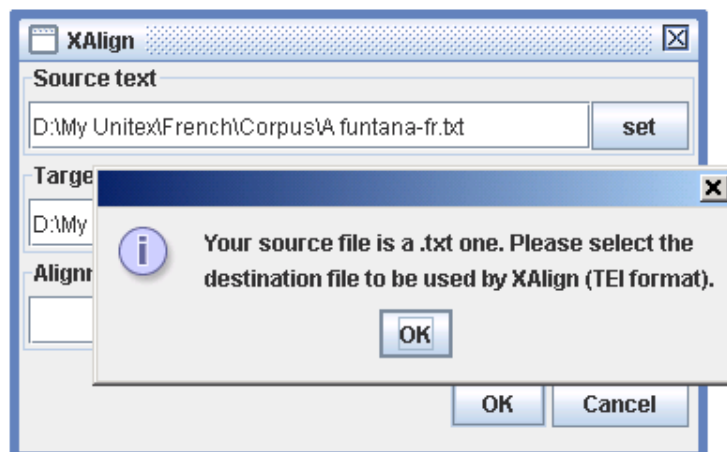 XAlign
Source text
D:\My Unitex\French\Corpus\A funtana-fr.txt
set
Targe
D:\My
Your source file is a .txt one. Please select the
destination file to be used by XAlign (TEI format).
Alignr
OK
OK
Cancel